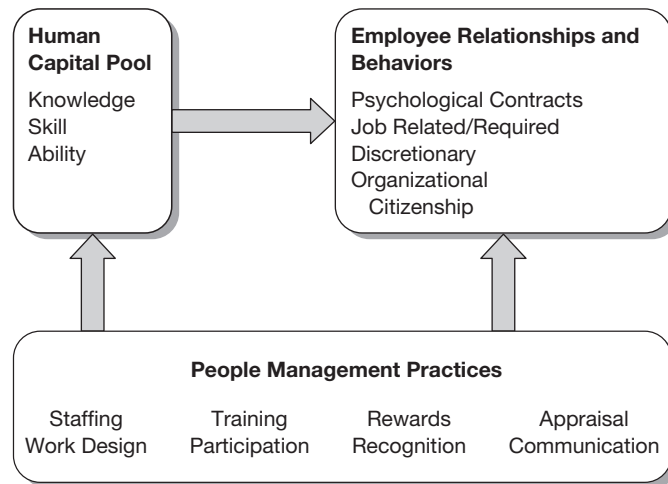 Human
Capital Pool
Knowledge
Skill
Ability
Employee Relationships and
Behaviors
Psychological Contracts
Job Related/Required
Discretionary
Organizational
Citizenship
People Management Practices
Staffing
Work Design
Training
Participation
Rewards
Recognition
Appraisal
Communication